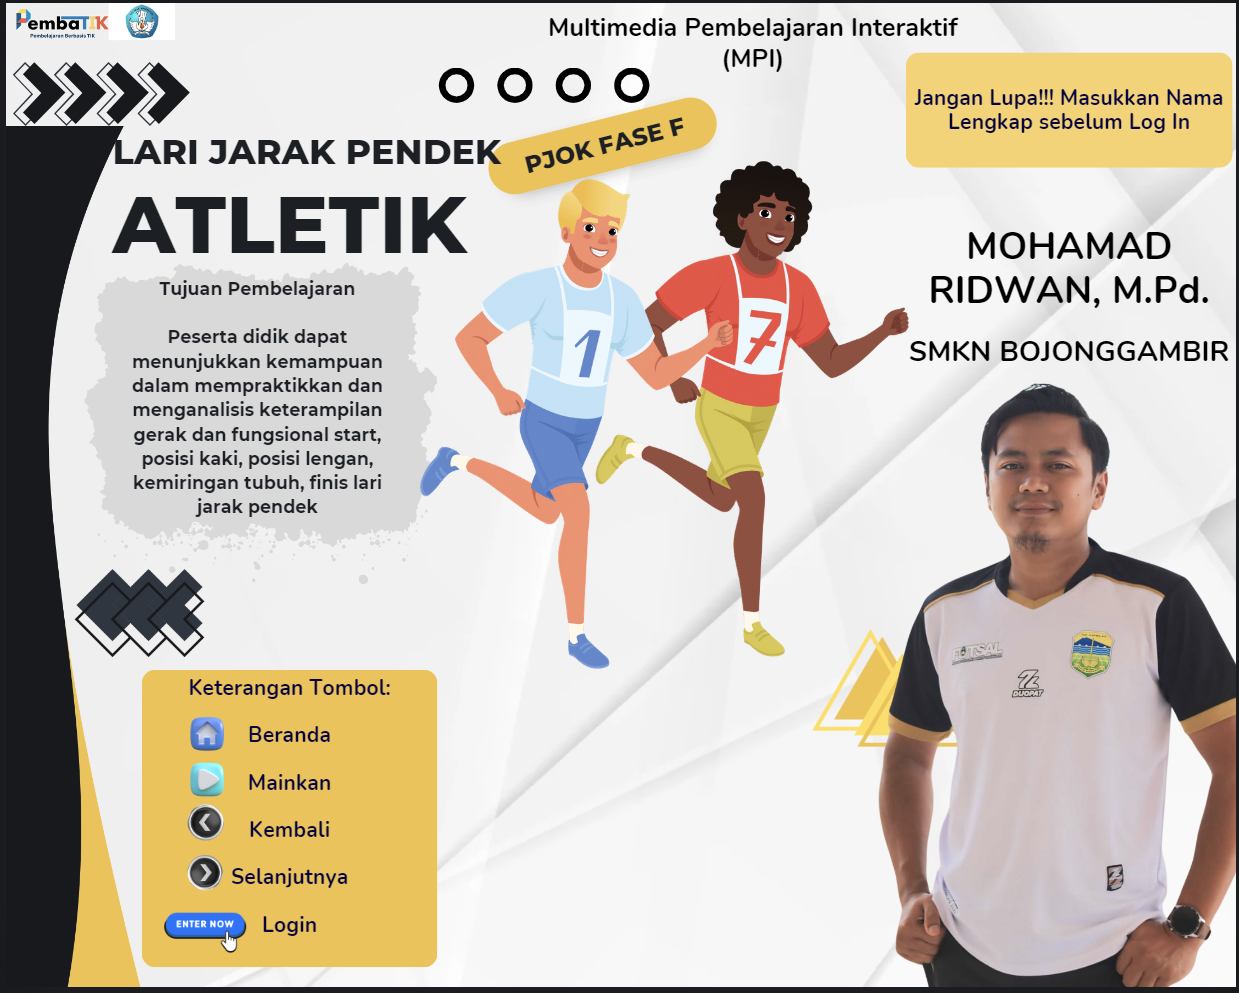 PembaTIK
Pembelajaran Berbasis TIK
Multimedia Pembelajaran Interaktif
(MPI)
Jangan Lupa!!! Masukkan Nama
Lengkap sebelum Log In
LARI JARAK PENDEK
PJOK FASE F
ATLETIK
Tujuan Pembelajaran
Peserta didik dapat
menunjukkan kemampuan
dalam mempraktikkan dan
menganalisis keterampilan
gerak dan fungsional start,
posisi kaki, posisi lengan,
kemiringan tubuh, finis lari
jarak pendek
1
7
MOHAMAD
RIDWAN, M.Pd.
SMKN BOJONGGAMBIR
FUTSAL
DUOPAT
Keterangan Tombol:
Beranda
Mainkan
Kembali
Selanjutnya
ENTER NOW
Login